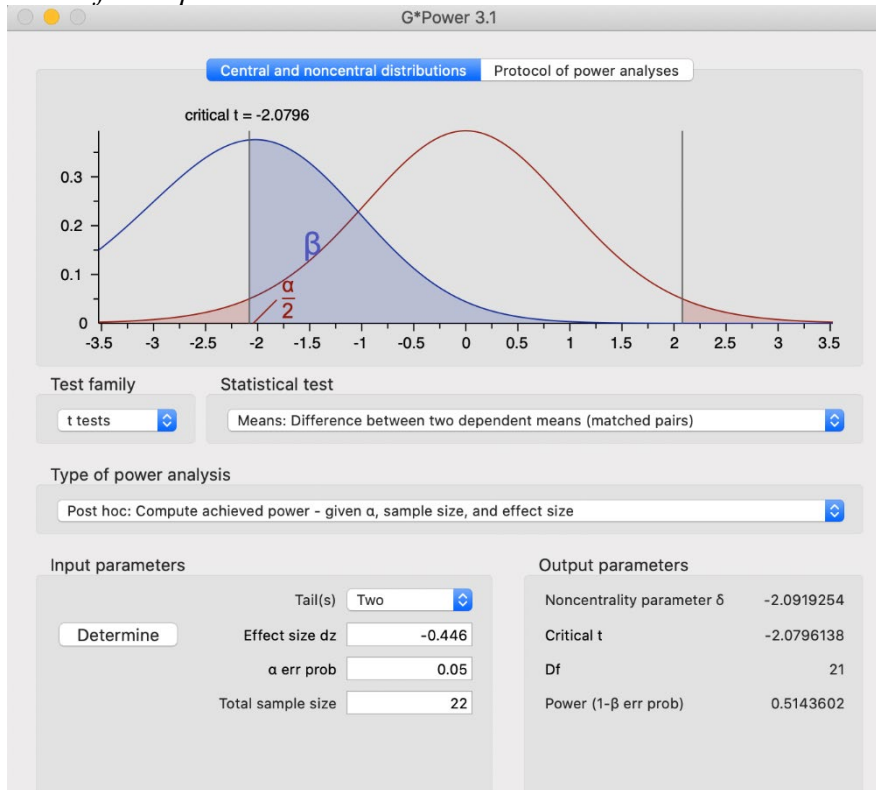 G*Power 3.1
Central and noncentral distributions Protocol of power analyses
critical t = -2.0796
0.3
0.2
0.1
0
β
α
2
-3.5 -3 -2.5 -2 -1.5 -1 -0.5 0 0.5 1 1.5 2 2.5 3 3.5
Test family Statistical test
t tests Means: Difference between two dependent means (matched pairs)
Type of power analysis
Post hoc: Compute achieved power - given α, sample size, and effect size
Input parameters Output parameters
Tail(s) Two Noncentrality parameter δ -2.0919254
Determine Effect size dz -0.446 Critical t -2.0796138
α err prob 0.05 Df 21
Total sample size 22 Power (1-β err prob) 0.5143602